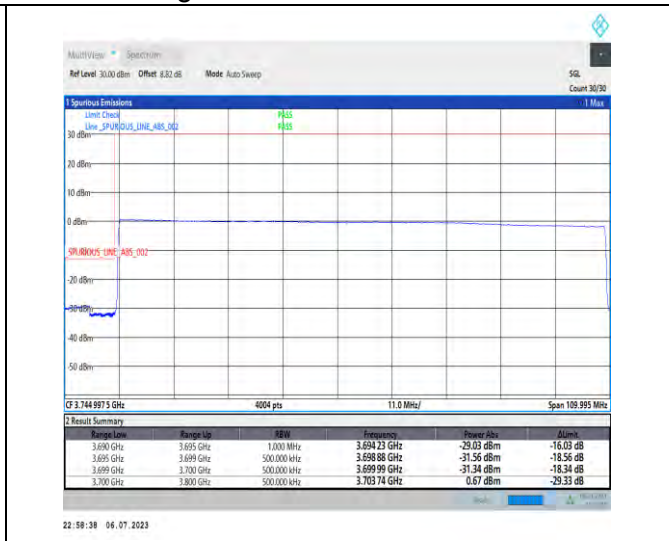 MultiView Spectrum
Ref Level 30.00 dBm Offset 8.82 dB Mode Auto Sweep SGL
Count 30/30
1 Spurious Emissions 1 Max
Limit Check PASS
Line _SPURIOUS_LINE_ABS_002 PASS
30 dBm
20 dBm
10 dBm
0 dBm
_SPURIOUS_LINE_ABS_002
-20 dBm
-30 dBm
-40 dBm
-50 dBm
CF 3.744 997 5 GHz 4004 pts 11.0 MHz/ Span 109.995 MHz
2 Result Summary
Range Low Range Up RBW Frequency Power Abs ΔLimit
3.690 GHz 3.695 GHz 1.000 MHz 3.694 23 GHz -29.03 dBm -16.03 dB
3.695 GHz 3.699 GHz 500.000 kHz 3.698 88 GHz -31.56 dBm -18.56 dB
3.699 GHz 3.700 GHz 500.000 kHz 3.699 99 GHz -31.34 dBm -18.34 dB
3.700 GHz 3.800 GHz 500.000 kHz 3.703 74 GHz 0.67 dBm -29.33 dB
22:58:38 06.07.2023